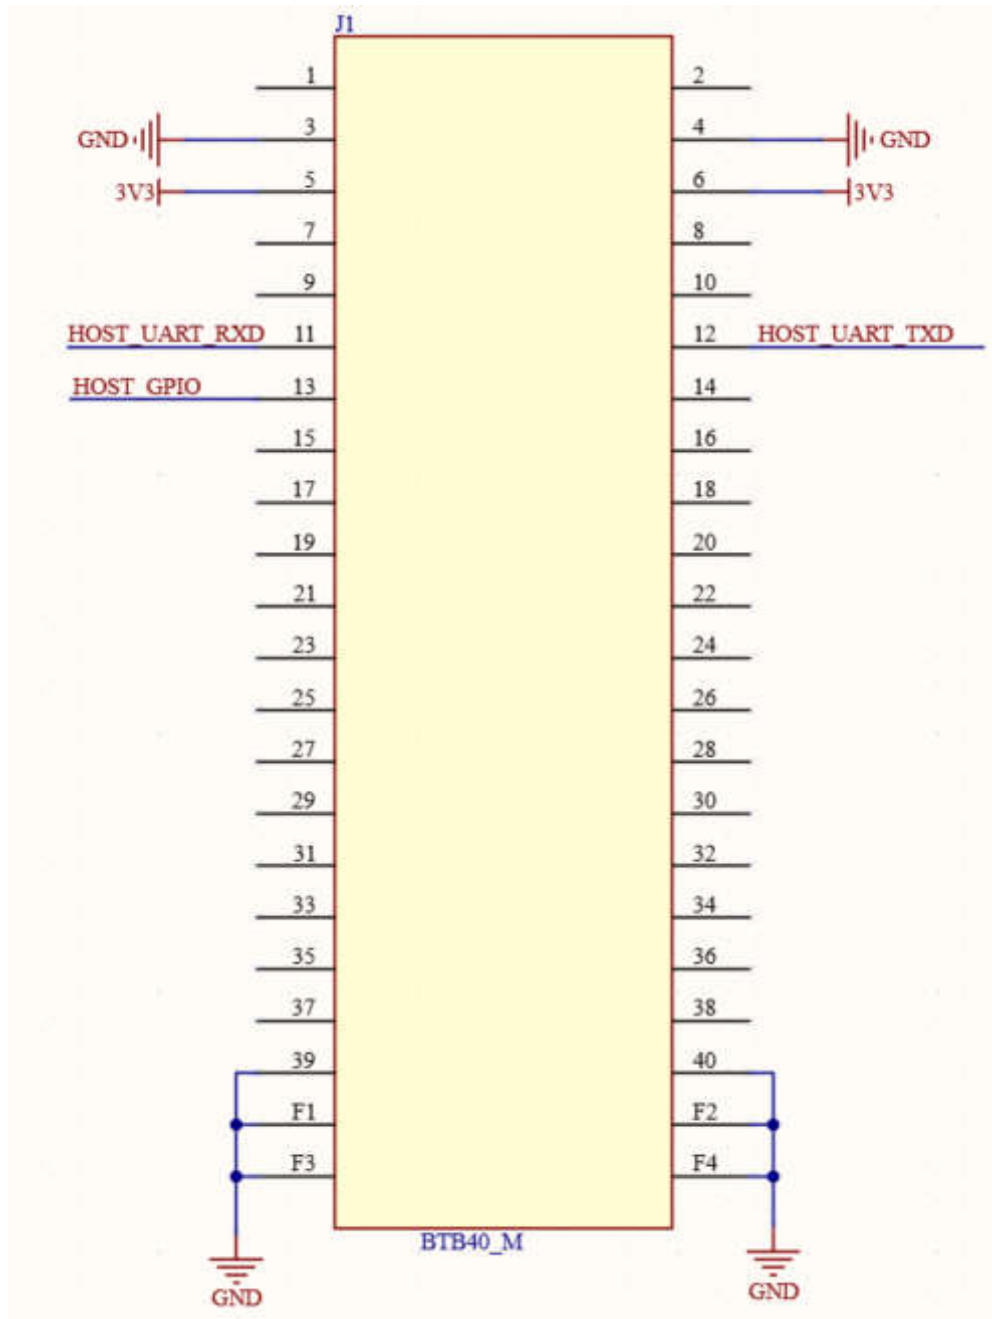 J1
1 2
GND 3 4 GND
3V3 5 6 3V3
7 8
9 10
HOST_UART_RXD 11 12 HOST_UART_TXD
HOST_GPIO 13 14
15 16
17 18
19 20
21 22
23 24
25 26
27 28
29 30
31 32
33 34
35 36
37 38
39 40
F1 F2
F3 F4
BTB40_M
GND GND